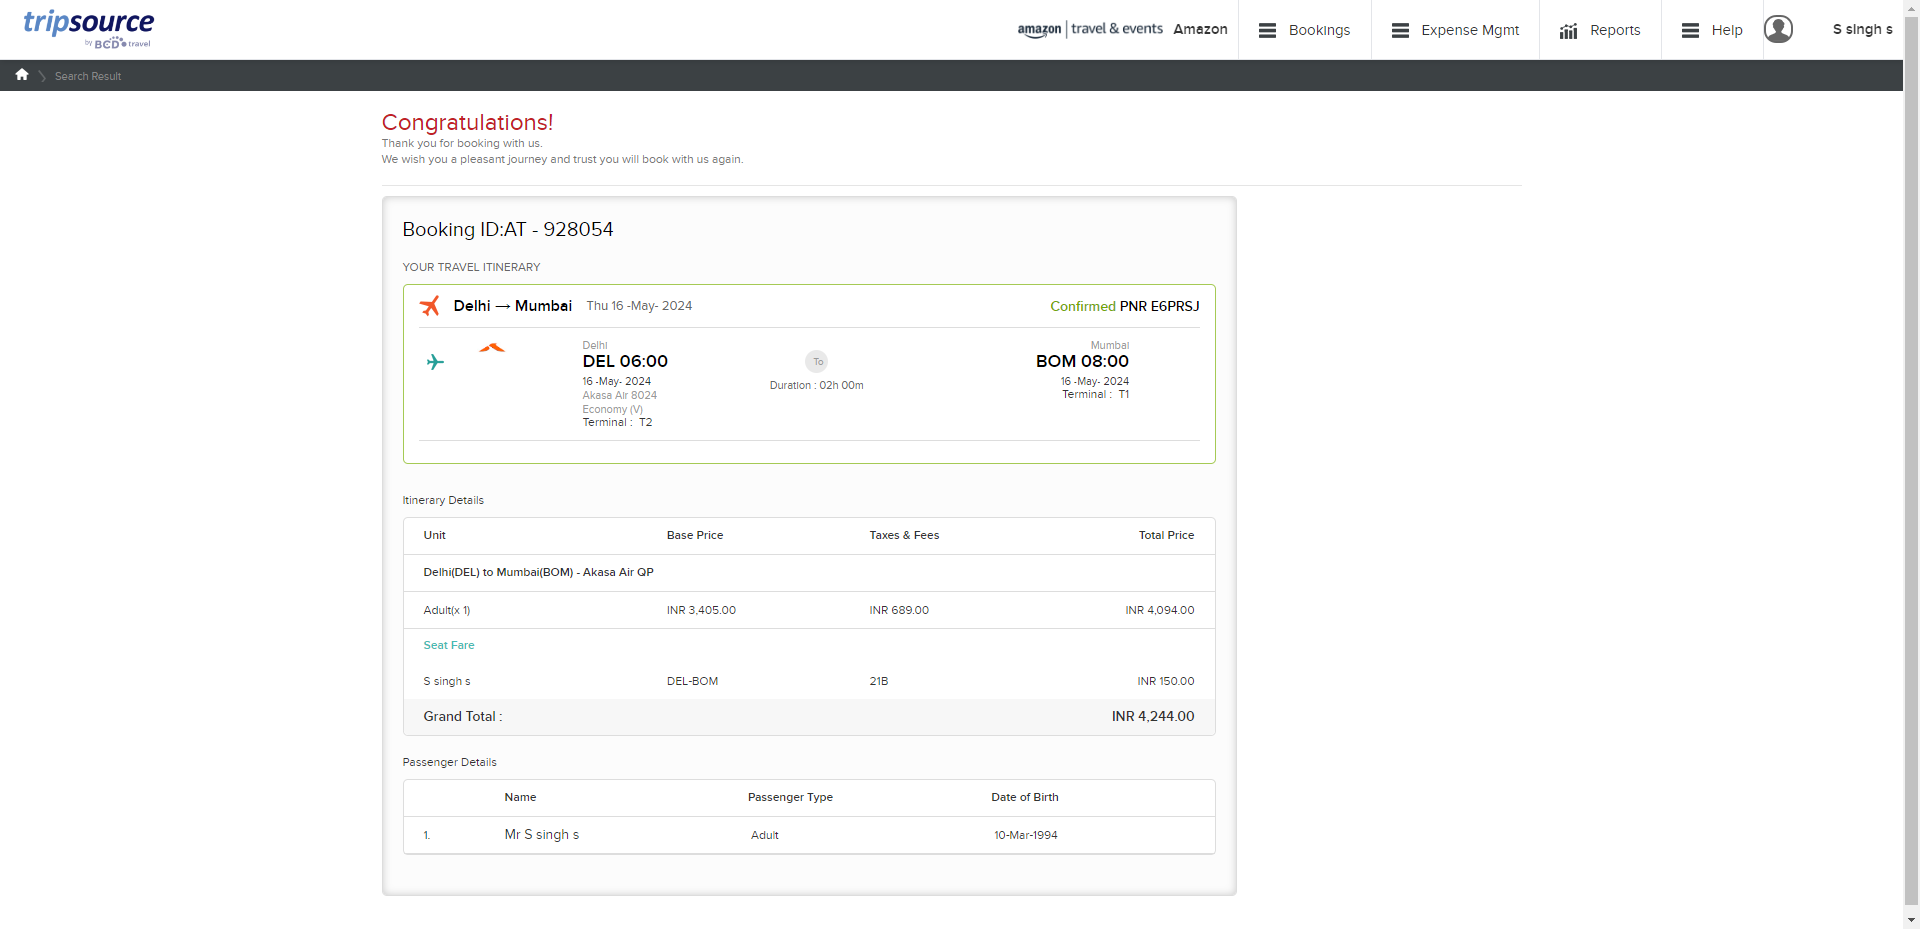 tripsource
by BCD travel
amazon | travel & events Amazon
Bookings
Expense Mgmt
Reports
Help
S singh s
Search Result
Congratulations!
Thank you for booking with us.
We wish you a pleasant journey and trust you will book with us again.
Booking ID:AT - 928054
YOUR TRAVEL ITINERARY
Delhi → Mumbai Thu 16 -May- 2024 Confirmed PNR E6PRSJ
Delhi
DEL 06:00
16 -May- 2024
Akasa Air 8024
Economy (V)
Terminal : T2
To
Duration : 02h 00m
Mumbai
BOM 08:00
16 -May- 2024
Terminal : T1
Itinerary Details
Unit Base Price Taxes & Fees Total Price
Delhi(DEL) to Mumbai(BOM) - Akasa Air QP
Adult(x 1) INR 3,405.00 INR 689.00 INR 4,094.00
Seat Fare
S singh s DEL-BOM 21B INR 150.00
Grand Total : INR 4,244.00
Passenger Details
Name Passenger Type Date of Birth
1. Mr S singh s Adult 10-Mar-1994